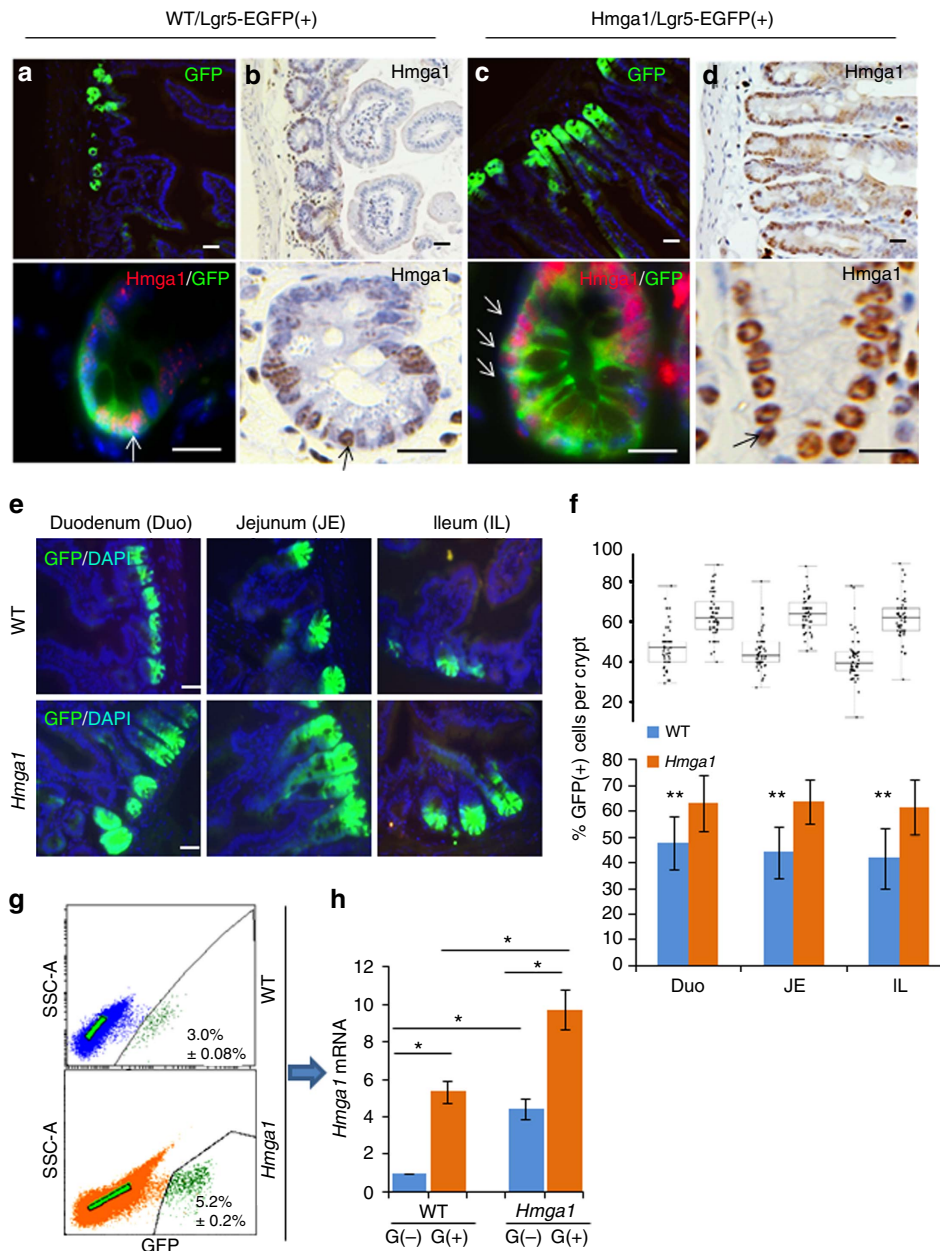 WT/Lgr5-EGFP(+)
Hmga1/Lgr5-EGFP(+)
a
GFP
b
Hmga1
c
GFP
d
Hmga1
Hmga1/GFP
Hmga1
Hmga1/GFP
Hmga1
e
Duodenum (Duo)
Jejunum (JE)
Ileum (IL)
WT
GFP/DAPI
Hmga1
GFP/DAPI
f
% GFP(+) cells per crypt
100
80
60
40
20
WT
Hmga1
80
70
60
50
40
30
20
10
0
** ** **
Duo JE IL
g
SSC-A
WT
3.0%
± 0.08%
SSC-A
Hmga1
5.2%
± 0.2%
GFP
h
Hmga1 mRNA
12
10
8
6
4
2
0
*
*
*
*
G(−) G(+) G(−) G(+)
WT Hmga1